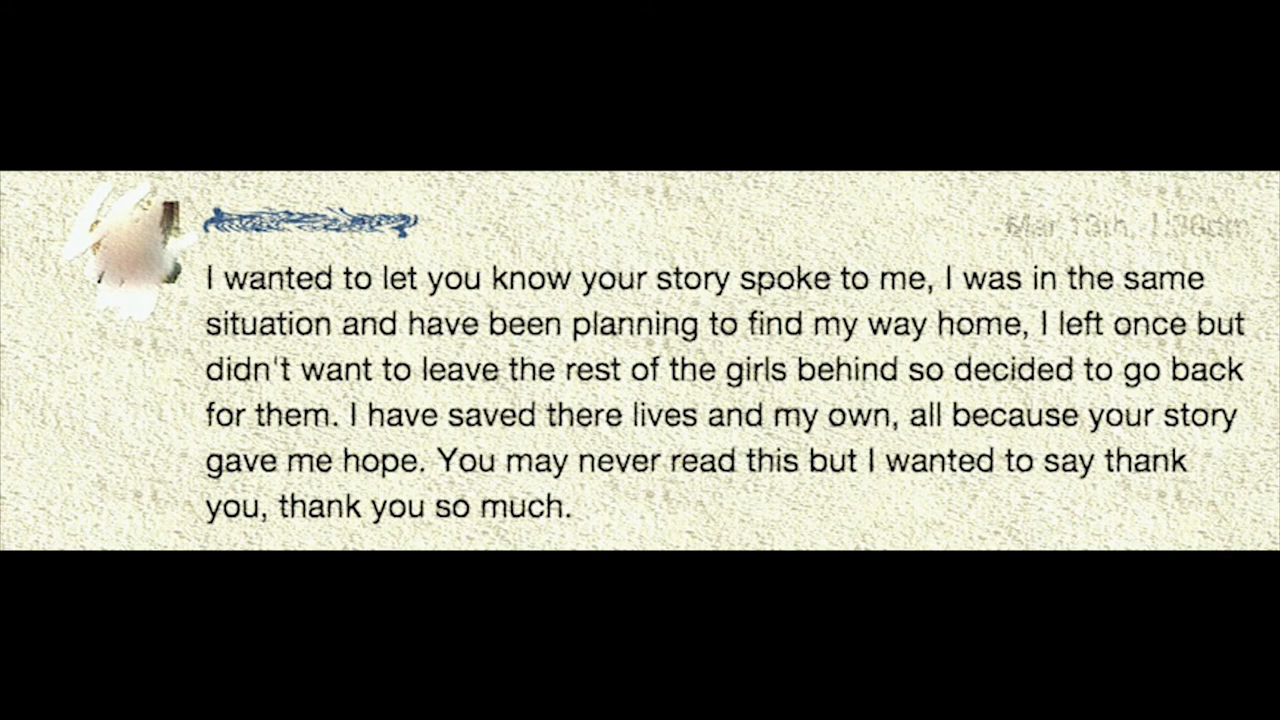 I wanted to let you know your story spoke to me, I was in the same
situation and have been planning to find my way home, I left once but
didn't want to leave the rest of the girls behind so decided to go back
for them. I have saved there lives and my own, all because your story
gave me hope. You may never read this but I wanted to say thank
you, thank you so much.